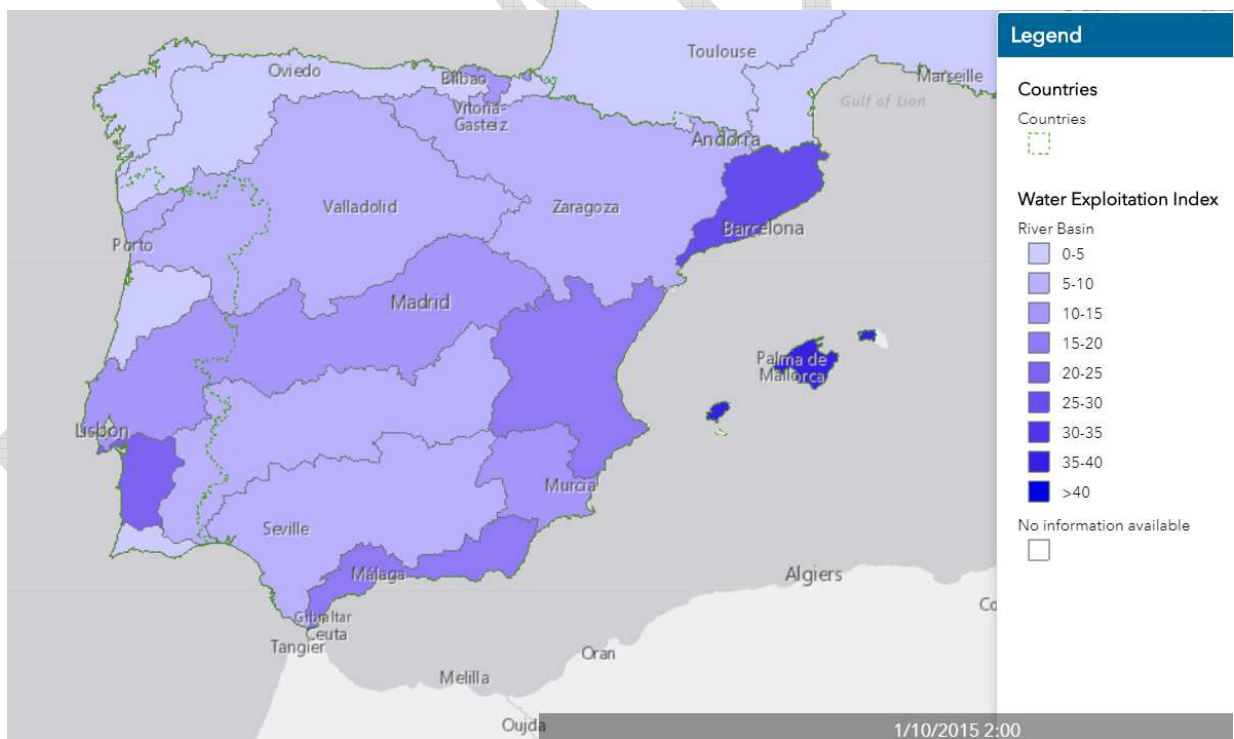 Toulouse
Marseille
Gulf of Lion
Oviedo
Bilbao
Vitoria-
Gasteiz
Andorra
Valladolid
Zaragoza
Barcelona
Porto
Madrid
Palma de
Mallorca
Lisbon
Murcia
Seville
Málaga
Gibraltar
Ceuta
Tangier
Algiers
Co
Oran
Melilla
Oujda
Legend
Countries
Countries
Water Exploitation Index
River Basin
0-5
5-10
10-15
15-20
20-25
25-30
30-35
35-40
>40
No information available
1/10/2015 2:00